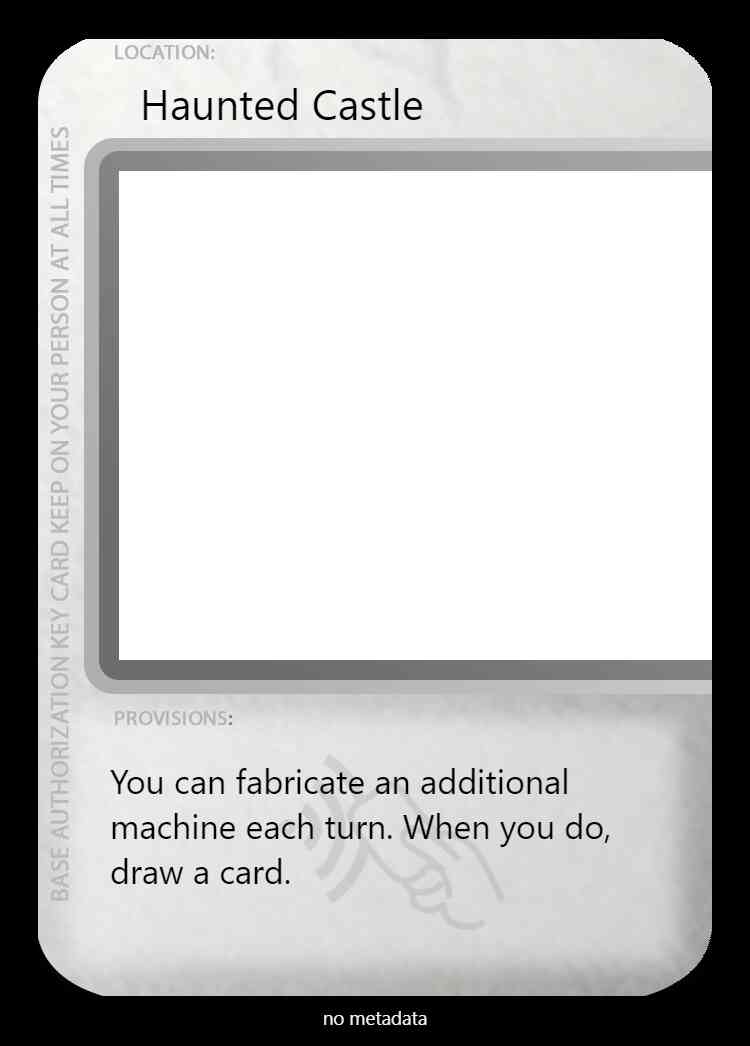 LOCATION:
Haunted Castle
BASE AUTHORIZATION KEY CARD KEEP ON YOUR PERSON AT ALL TIMES
PROVISIONS:
You can fabricate an additional
machine each turn. When you do,
draw a card.
no metadata